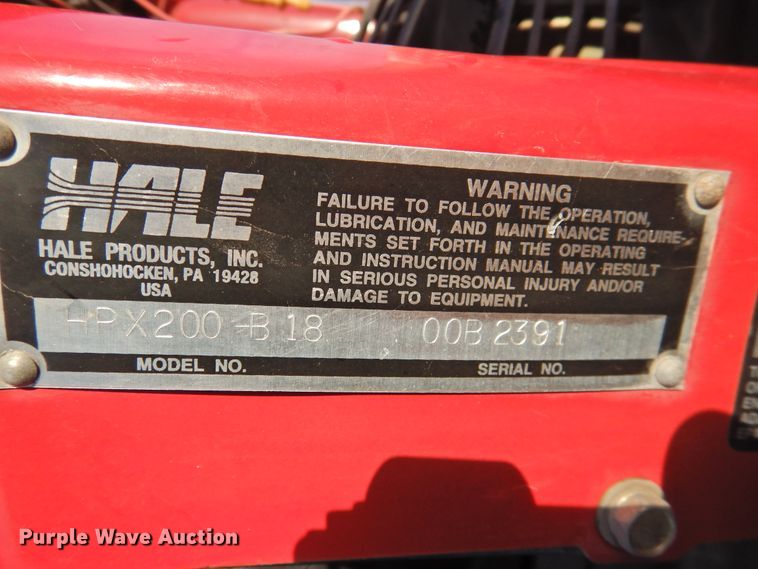 HALE
HALE PRODUCTS, INC.
CONSHOHOCKEN, PA 19428
USA
WARNING
FAILURE TO FOLLOW THE OPERATION,
LUBRICATION, AND MAINTENANCE REQUIRE-
MENTS SET FORTH IN THE OPERATING
AND INSTRUCTION MANUAL MAY RESULT
IN SERIOUS PERSONAL INJURY AND/OR
DAMAGE TO EQUIPMENT.
HPX200-B18 00B2391
MODEL NO. SERIAL NO.
Purple Wave Auction